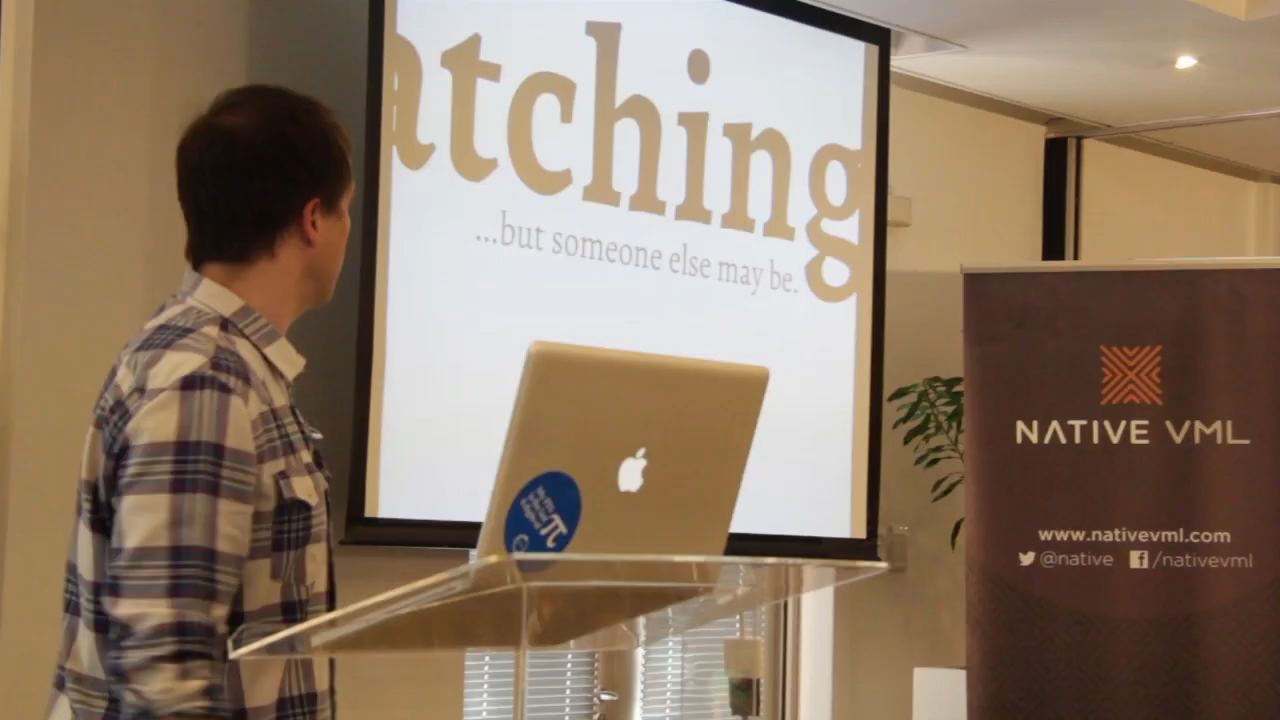 atching
...but someone else may be.
NATIVE VML
www.nativevml.com
@native /nativevml
π